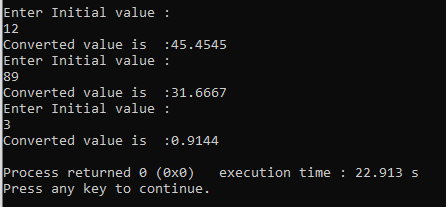 Enter Initial value :
12
Converted value is  :45.4545
Enter Initial value :
89
Converted value is  :31.6667
Enter Initial value :
3
Converted value is  :0.9144
Process returned 0 (0x0)   execution time : 22.913 s
Press any key to continue.